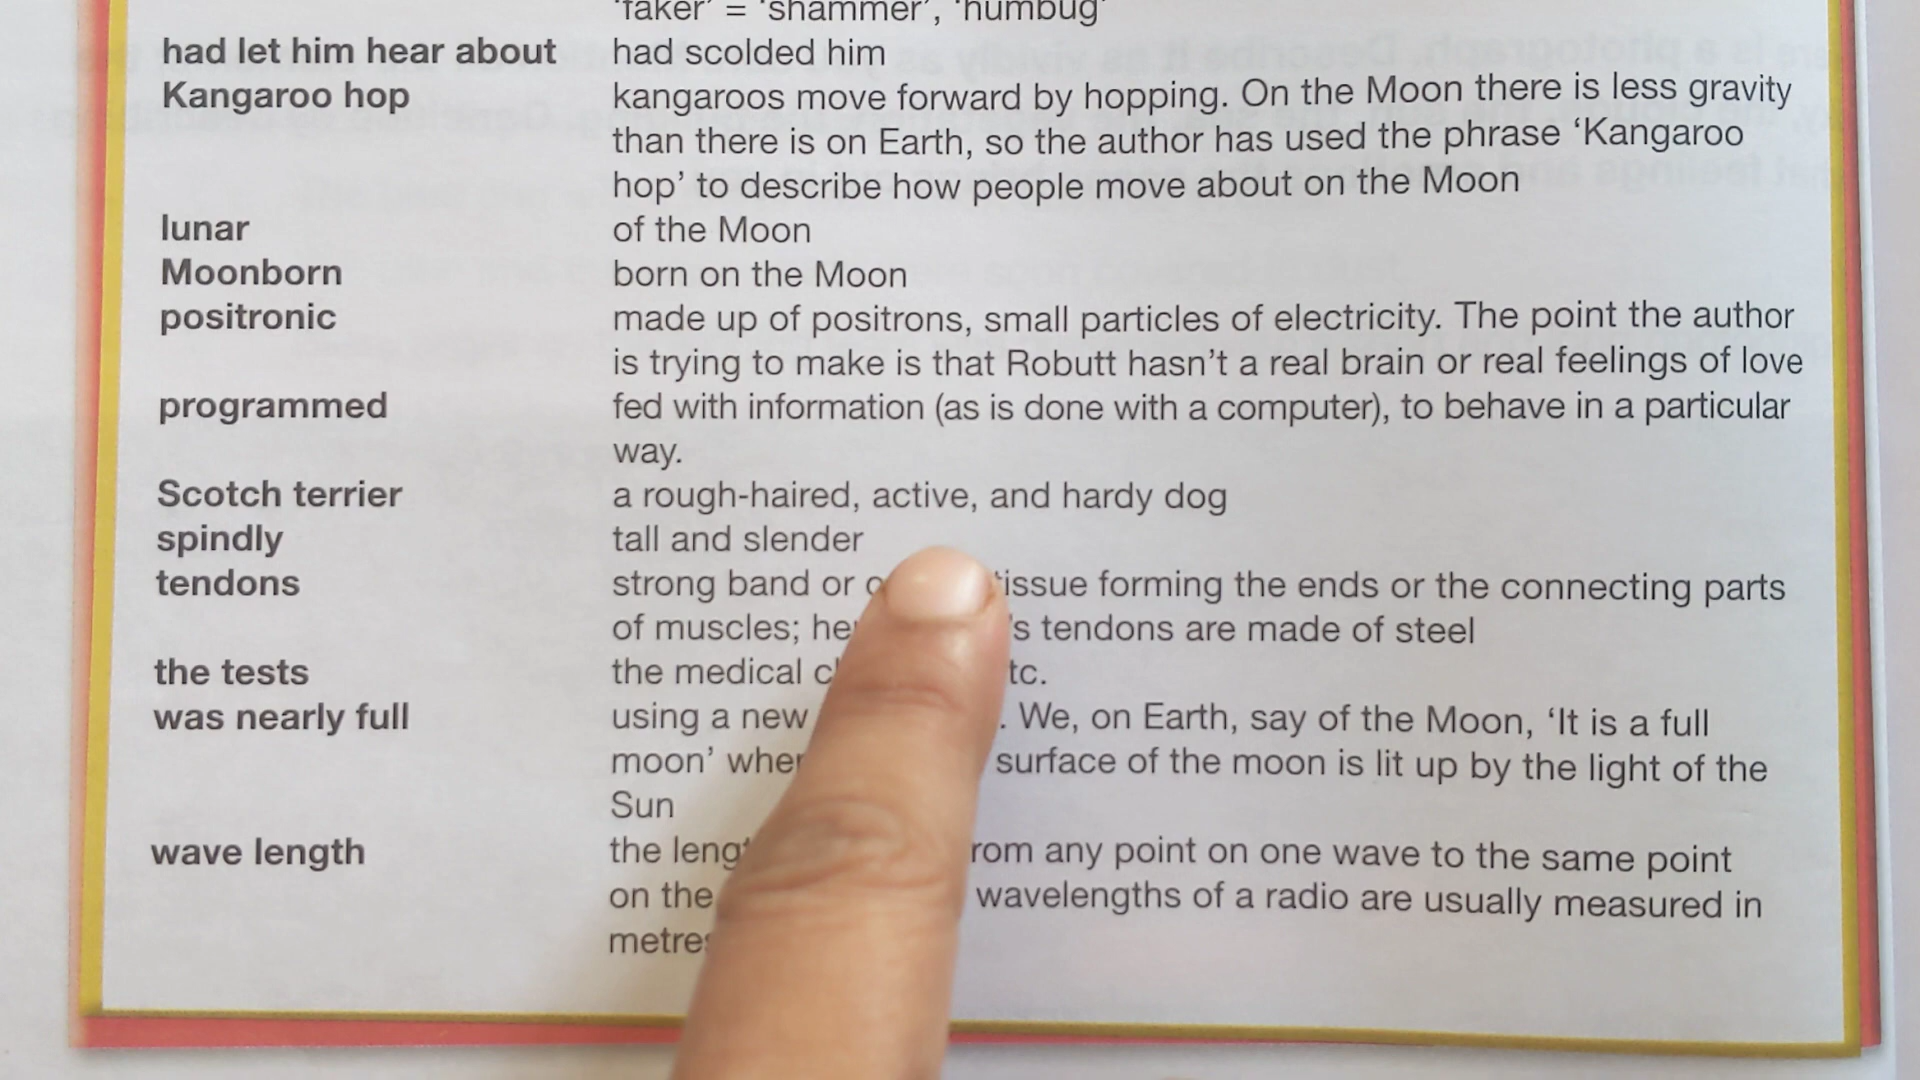 'faker' = 'shammer', 'humbug'
had let him hear about had scolded him
Kangaroo hop kangaroos move forward by hopping. On the Moon there is less gravity
than there is on Earth, so the author has used the phrase 'Kangaroo
hop' to describe how people move about on the Moon
lunar of the Moon
Moonborn born on the Moon
positronic made up of positrons, small particles of electricity. The point the author
is trying to make is that Robutt hasn't a real brain or real feelings of love
programmed fed with information (as is done with a computer), to behave in a particular
way.
Scotch terrier a rough-haired, active, and hardy dog
spindly tall and slender
tendons strong band or tissue forming the ends or the connecting parts
of muscles; tendons are made of steel
the tests the medical
was nearly full using a new . We, on Earth, say of the Moon, 'It is a full
moon' surface of the moon is lit up by the light of the
Sun
wave length the any point on one wave to the same point
on the wavelengths of a radio are usually measured in